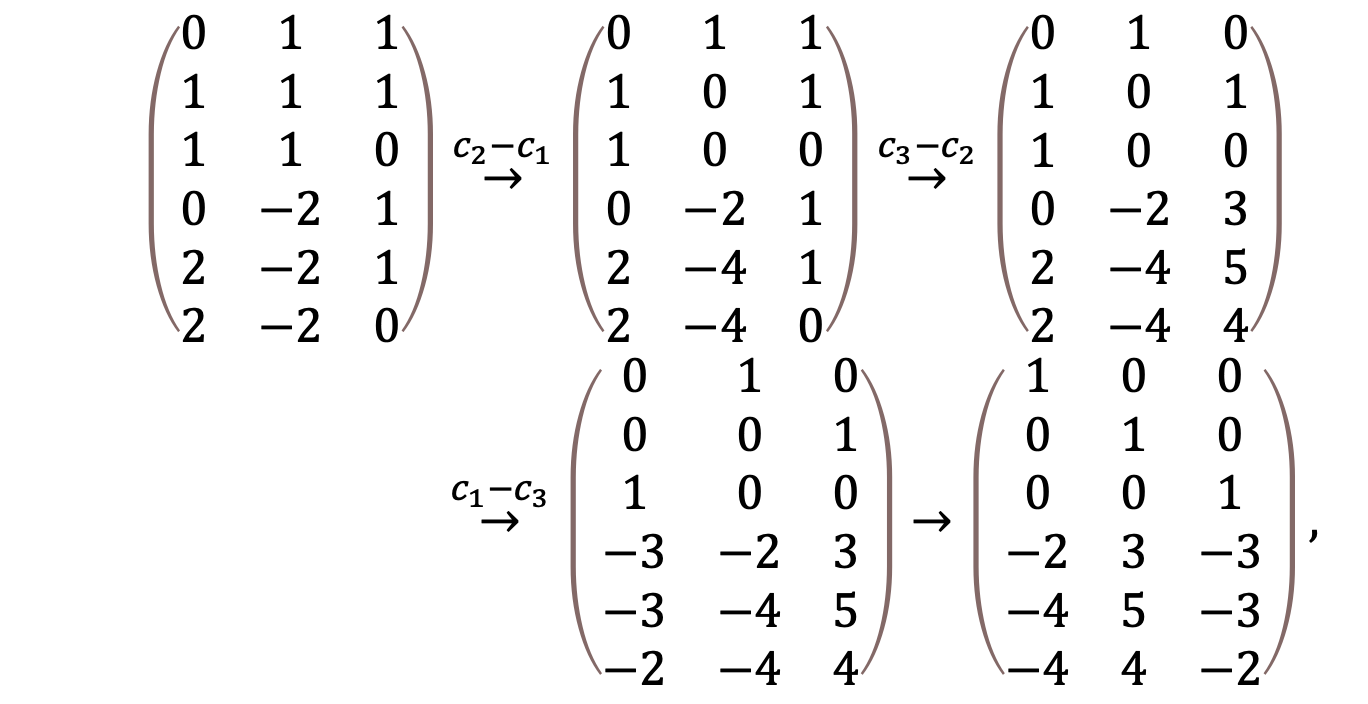 0 1 1 0 1 1 0 1 0
1 1 1 1 0 1 1 0 1
1 1 0 c₂−c₁ 1 0 0 c₃−c₂ 1 0 0
0 −2 1 → 0 −2 1 → 0 −2 3
2 −2 1 2 −4 1 2 −4 5
2 −2 0 2 −4 0 2 −4 4
0 1 0 1 0 0
0 0 1 0 1 0
c₁−c₃ 1 0 0 0 0 1
→ −3 −2 3 → −2 3 −3 ,
−3 −4 5 −4 5 −3
−2 −4 4 −4 4 −2